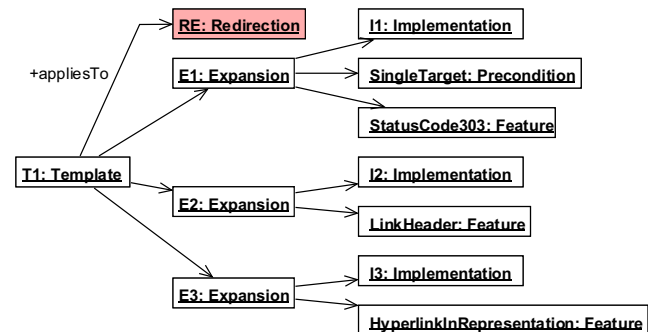 RE: Redirection
I1: Implementation
+appliesTo
E1: Expansion
SingleTarget: Precondition
StatusCode303: Feature
T1: Template
I2: Implementation
E2: Expansion
LinkHeader: Feature
I3: Implementation
E3: Expansion
HyperlinkInRepresentation: Feature